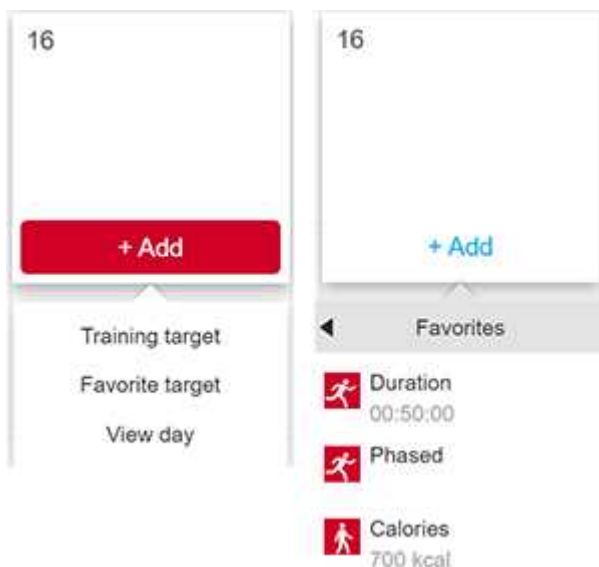 16
+ Add
Training target
Favorite target
View day
16
+ Add
Favorites
Duration
00:50:00
Phased
Calories
700 kcal